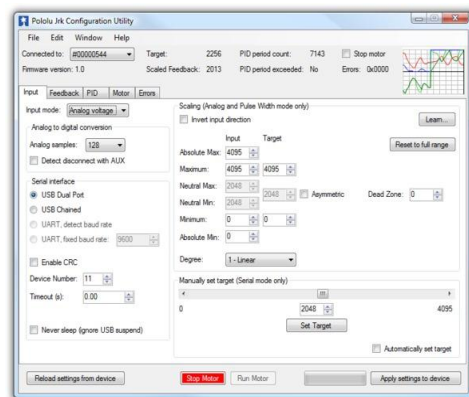 Pololu Jrk Configuration Utility
File Edit Window Help
Connected to: #00000544 Target: 2256 PID period count: 7143 Stop motor
Firmware version: 1.0 Scaled Feedback: 2013 PID period exceeded: No Errors: 0x0000
Input Feedback PID Motor Errors
Input mode: Analog voltage
Analog to digital conversion
Analog samples: 128
Detect disconnect with AUX
Serial interface
USB Dual Port
USB Chained
UART, detect baud rate
UART, fixed baud rate: 9600
Enable CRC
Device Number: 11
Timeout (s): 0.00
Never sleep (ignore USB suspend)
Scaling (Analog and Pulse Width mode only)
Invert input direction Learn...
Input Target Reset to full range
Absolute Max: 4095
Maximum: 4095 4095
Neutral Max: 2048
2048 Asymmetric Dead Zone: 0
Neutral Min: 2048
Minimum: 0 0
Absolute Min: 0
Degree: 1 - Linear
Manually set target (Serial mode only)
0 2048 4095
Set Target
Automatically set target
Reload settings from device Stop Motor Run Motor Apply settings to device